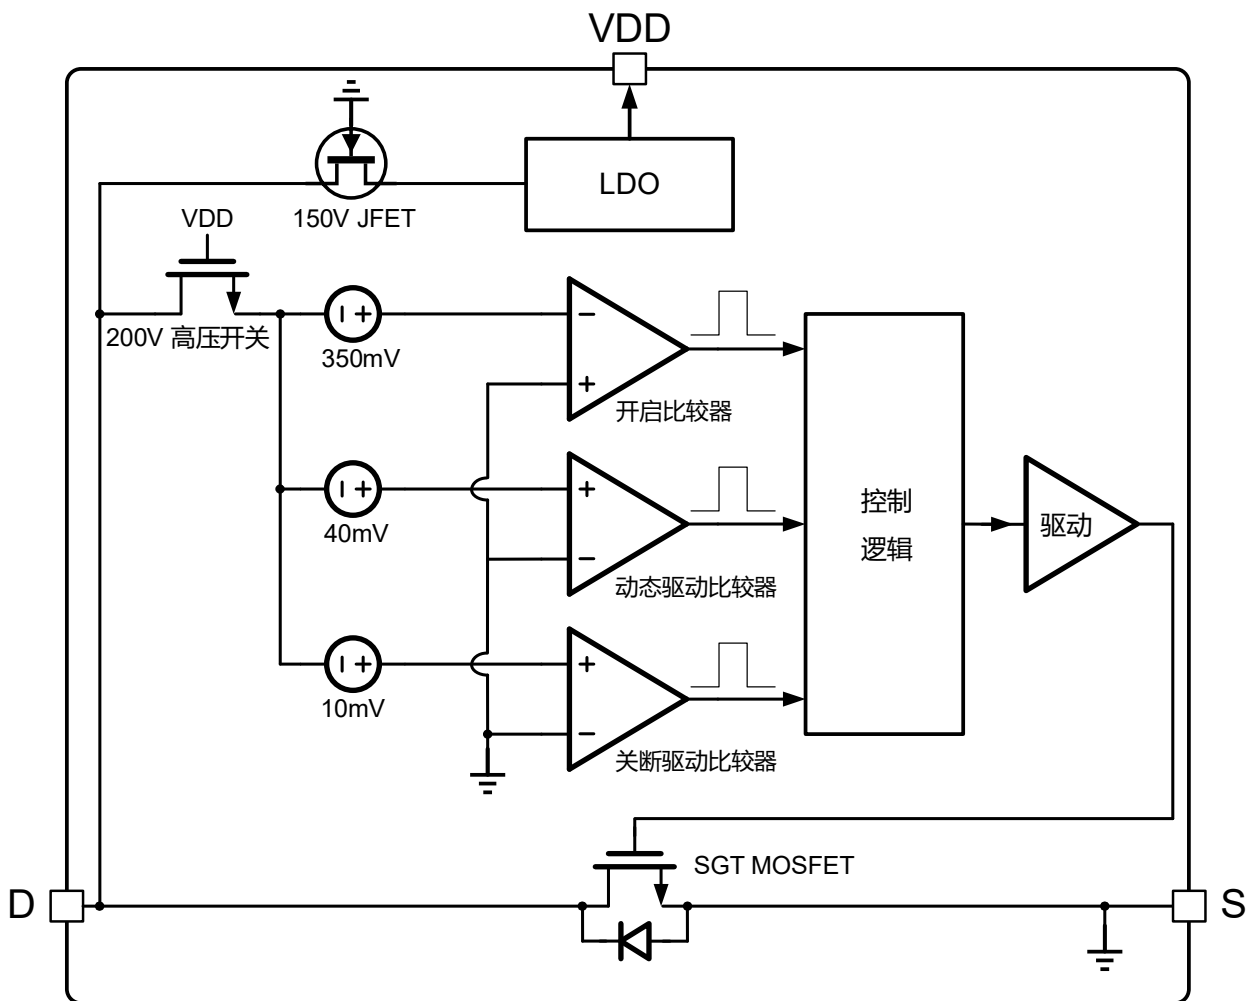 VDD
LDO
150V JFET
VDD
200V 高压开关
350mV
开启比较器
40mV
动态驱动比较器
控制
逻辑
驱动
10mV
关断驱动比较器
SGT MOSFET
D
S